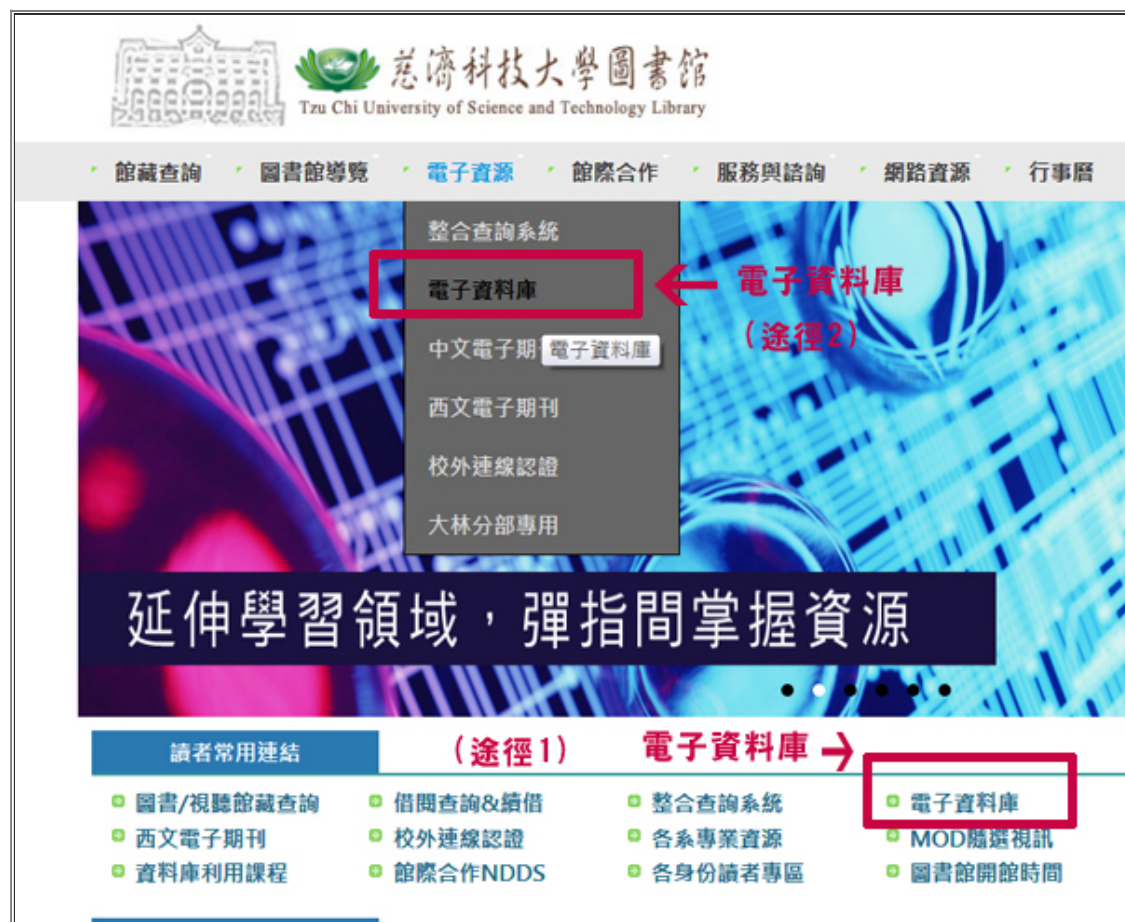 慈濟科技大學圖書館
Tzu Chi University of Science and Technology Library
館藏查詢 圖書館導覽 電子資源 館際合作 服務與諮詢 網路資源 行事曆
整合查詢系統
電子資料庫
電子資料庫
(途徑2)
中文電子期
電子資料庫
西文電子期刊
校外連線認證
大林分部專用
延伸學習領域，彈指間掌握資源
讀者常用連結
(途徑1) 電子資料庫
圖書/視聽館藏查詢 借閱查詢&續借 整合查詢系統 電子資料庫
西文電子期刊 校外連線認證 各系專業資源 MOD隨選視訊
資料庫利用課程 館際合作NDDS 各身份讀者專區 圖書館開館時間